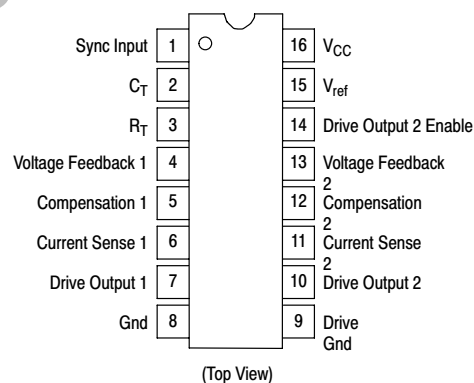 Sync Input 1 16 VCC
CT 2 15 Vref
RT 3 14 Drive Output 2 Enable
Voltage Feedback 1 4 13 Voltage Feedback 2
Compensation 1 5 12 Compensation 2
Current Sense 1 6 11 Current Sense 2
Drive Output 1 7 10 Drive Output 2
Gnd 8 9 Drive Gnd
(Top View)